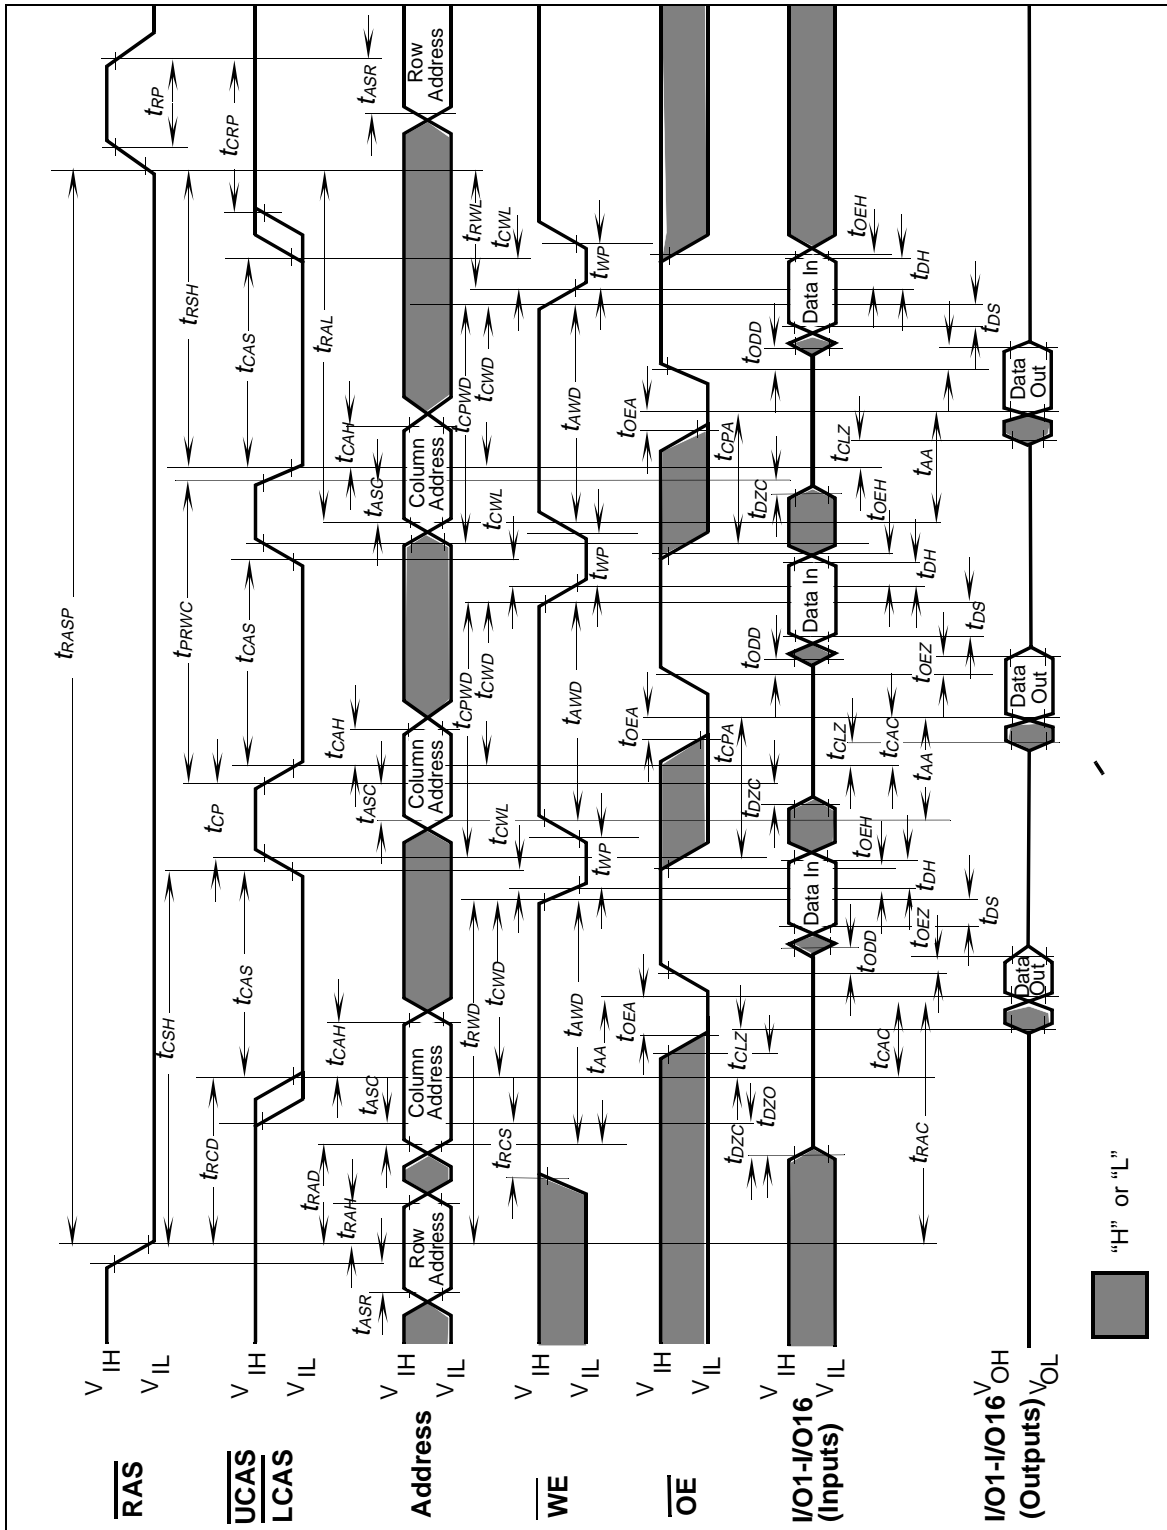 tRASP
RAS
V IH
V IL
tRP
tCSH
tPRWC
tRSH
tCRP
tRCD
tCAS
tCP
tCAS
tCAS
UCAS
LCAS
V IH
V IL
tRAD
tRAH
tASR
tASC
tCAH
tASC
tCAH
tASC
tRAL
tCAH
tASR
Address
V IH
V IL
Row
Address
Column
Address
Column
Address
Column
Address
Row
Address
tRWD
tCPWD
tCPWD
tRWL
tRCS
tCWD
tCWL
tCWD
tCWL
tCWD
tCWL
WE
V IH
V IL
tAWD
tWP
tAWD
tWP
tAWD
tWP
tAA
tOEA
tOEA
tOEA
OE
V IH
V IL
tCPA
tCPA
tDZC
tDZO
tCLZ
tDZC
tODD
tDZC
tODD
I/O1-I/O16
(Inputs)
V IH
V IL
Data In
Data In
Data In
tODD
tOEH
tCLZ
tOEH
tCLZ
tOEH
tCAC
tOEZ
tDH
tCAC
tOEZ
tDH
tDH
tRAC
tAA
tAA
tDS
tDS
tDS
I/O1-I/O16
(Outputs)
VOH
VOL
Data
Out
Data
Out
Data
Out
“H” or “L”